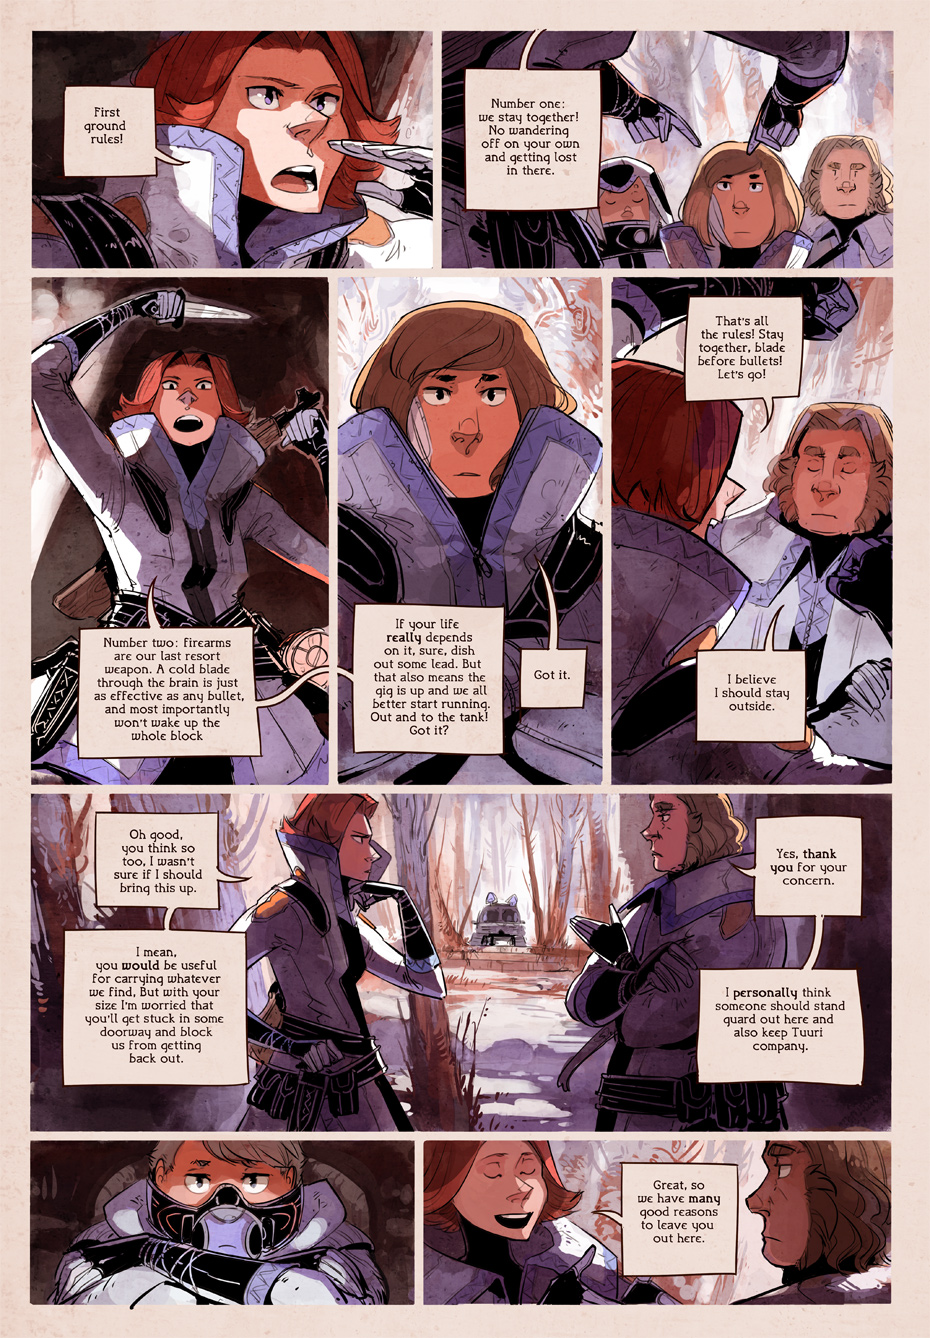 First
ground
rules!
Number one:
we stay together!
No wandering
off on your own
and getting lost
in there.
Number two: firearms
are our last resort
weapon. A cold blade
through the brain is just
as effective as any bullet,
and most importantly
won't wake up the
whole block
If your life
really depends
on it, sure, dish
out some lead. But
that also means the
gig is up and we all
better start running.
Out and to the tank!
Got it?
Got it.
That's all
the rules! Stay
together, blade
before bullets!
Let's go!
I believe
I should stay
outside.
Oh good,
you think so
too, I wasn't
sure if I should
bring this up.
I mean,
you would be useful
for carrying whatever
we find, But with your
size I'm worried that
you'll get stuck in some
doorway and block
us from getting
back out.
Yes, thank
you for your
concern.
I personally think
someone should stand
guard out here and
also keep Tuuri
company.
Great, so
we have many
good reasons
to leave you
out here.